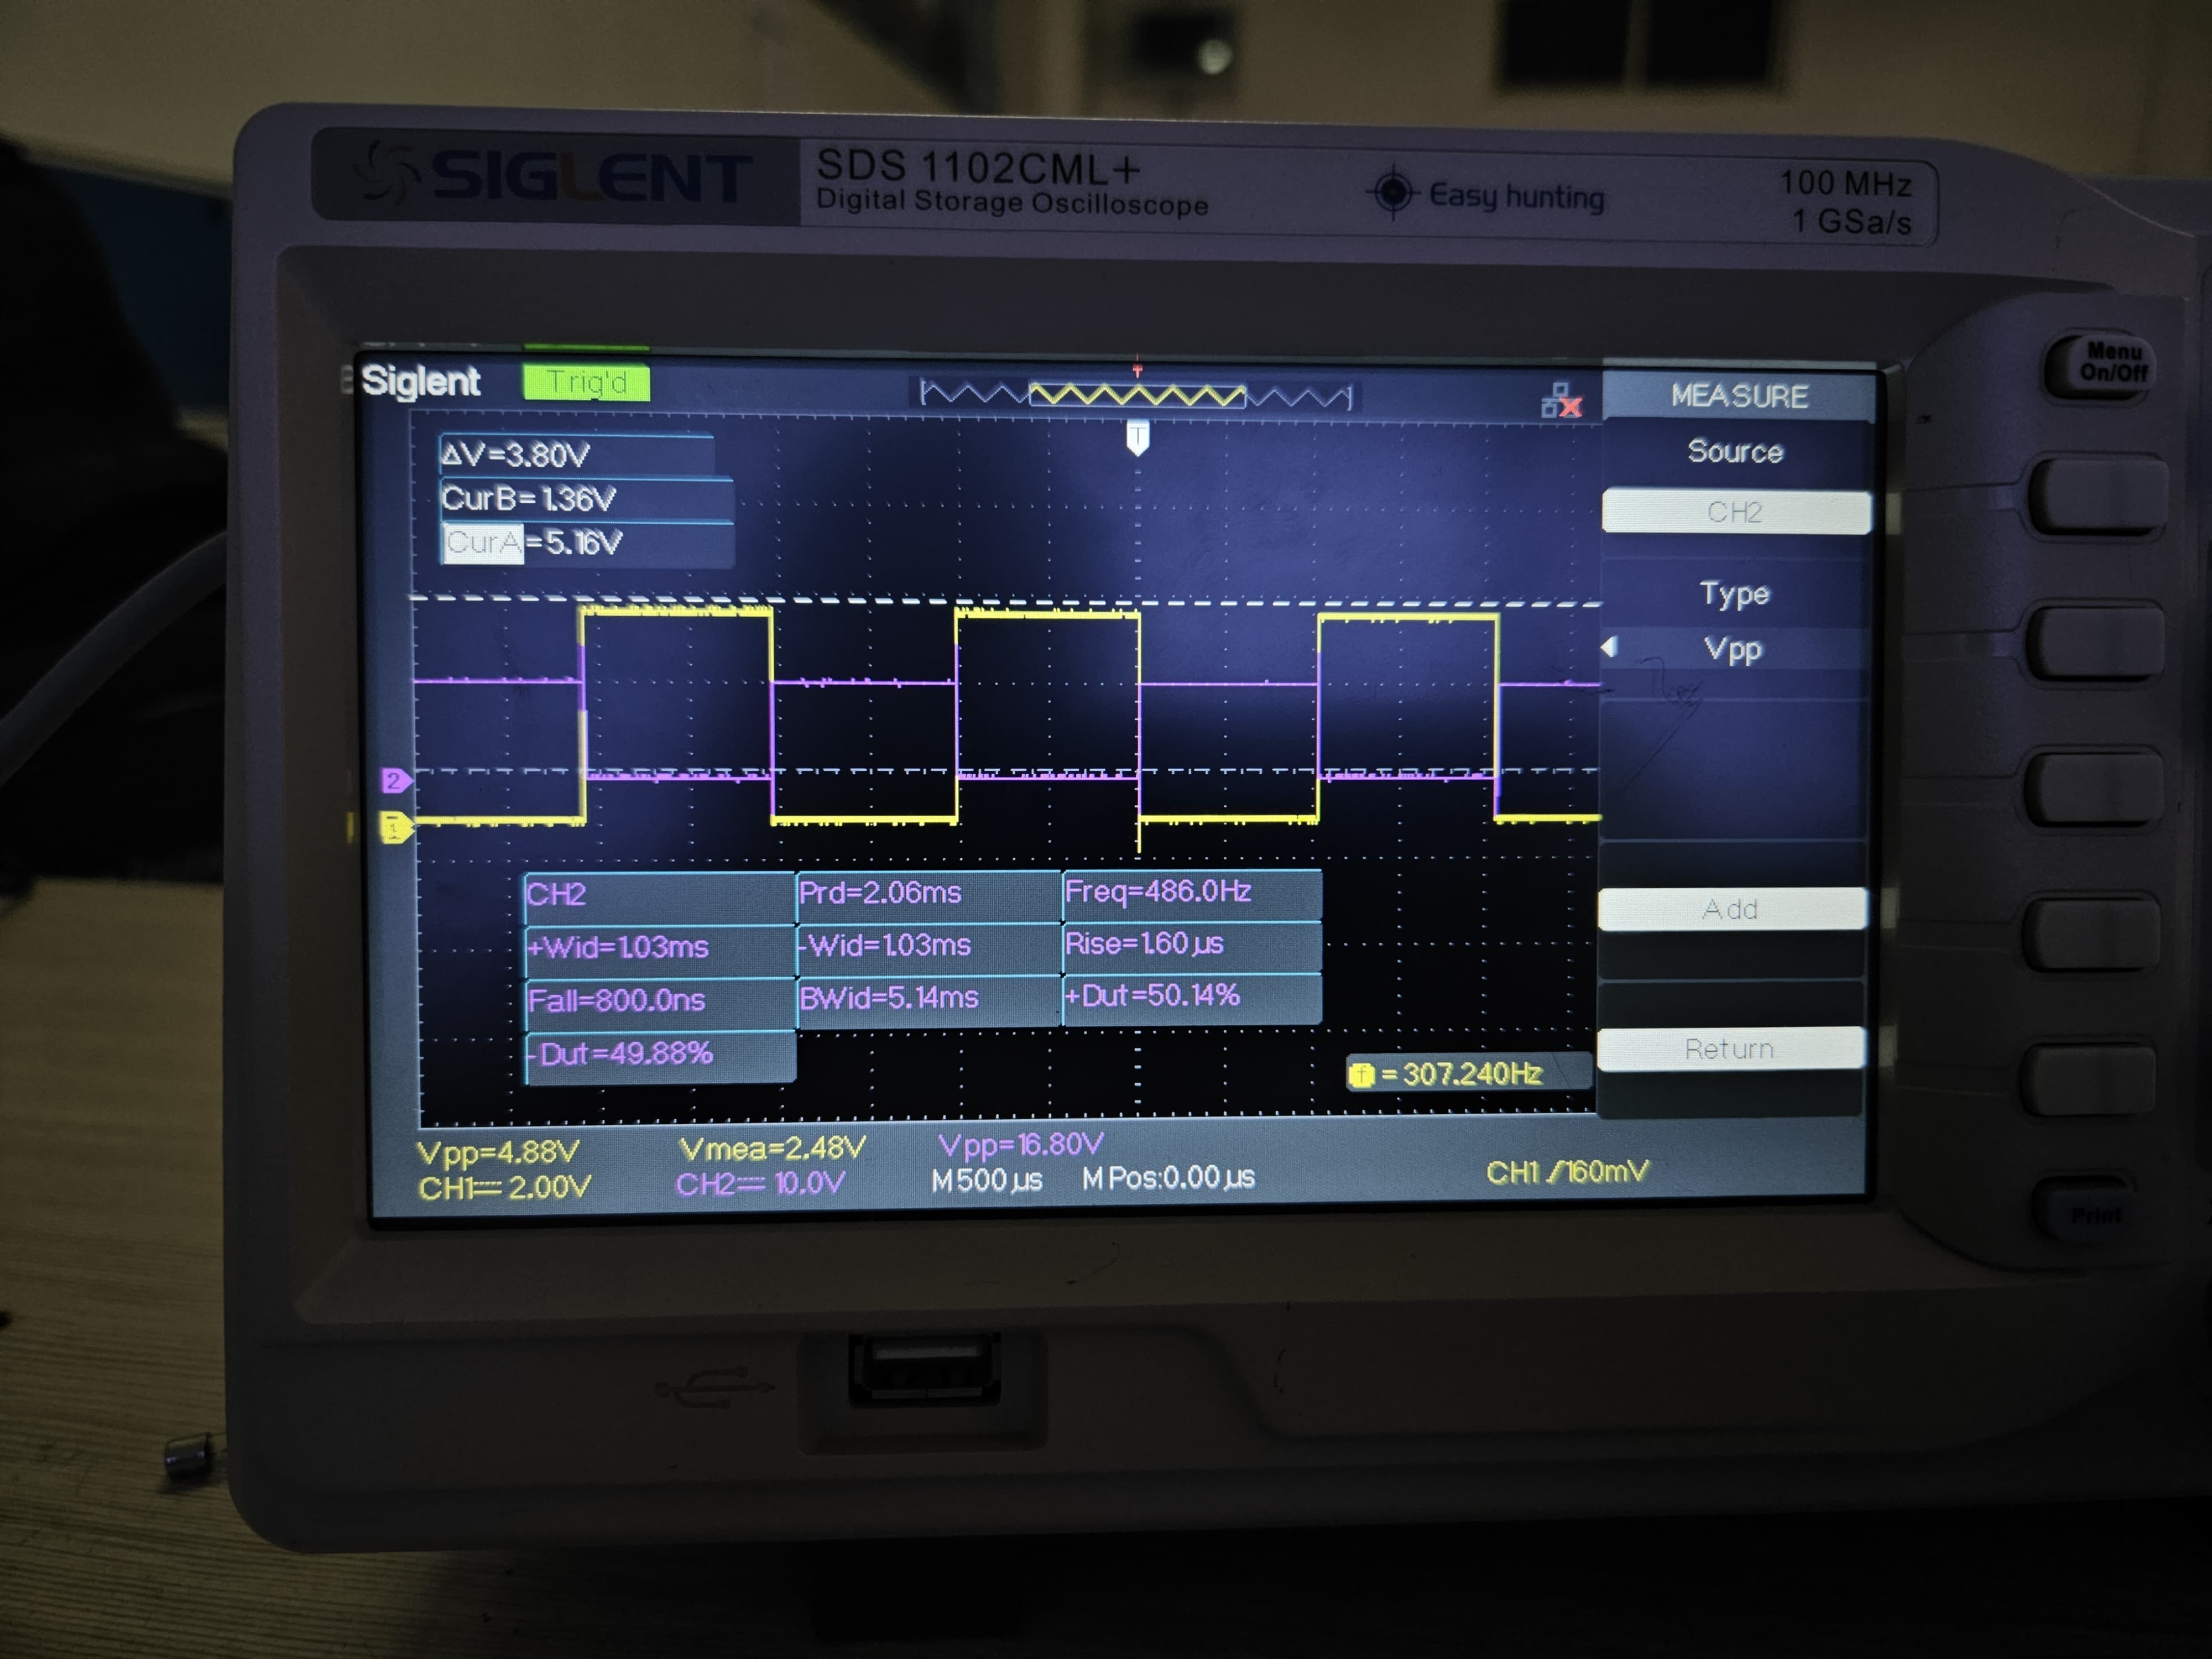 SIGLENT
SDS 1102CML+
Digital Storage Oscilloscope
Easy hunting
100 MHz
1 GSa/s
Siglent
Trig'd
T
MEASURE
Menu
On/Off
ΔV=3.80V
CurB=1.36V
CurA=5.16V
Source
CH2
Type
Vpp
2
1
CH2 Prd=2.06ms Freq=486.0Hz
+Wid=1.03ms -Wid=1.03ms Rise=1.60µs
Fall=800.0ns BWid=5.14ms +Dut=50.14%
-Dut=49.88%
Add
Return
f = 307.240Hz
Vpp=4.88V Vmea=2.48V Vpp=16.80V
CH1 2.00V CH2 10.0V M 500µs M Pos:0.00µs CH1 /160mV
Print